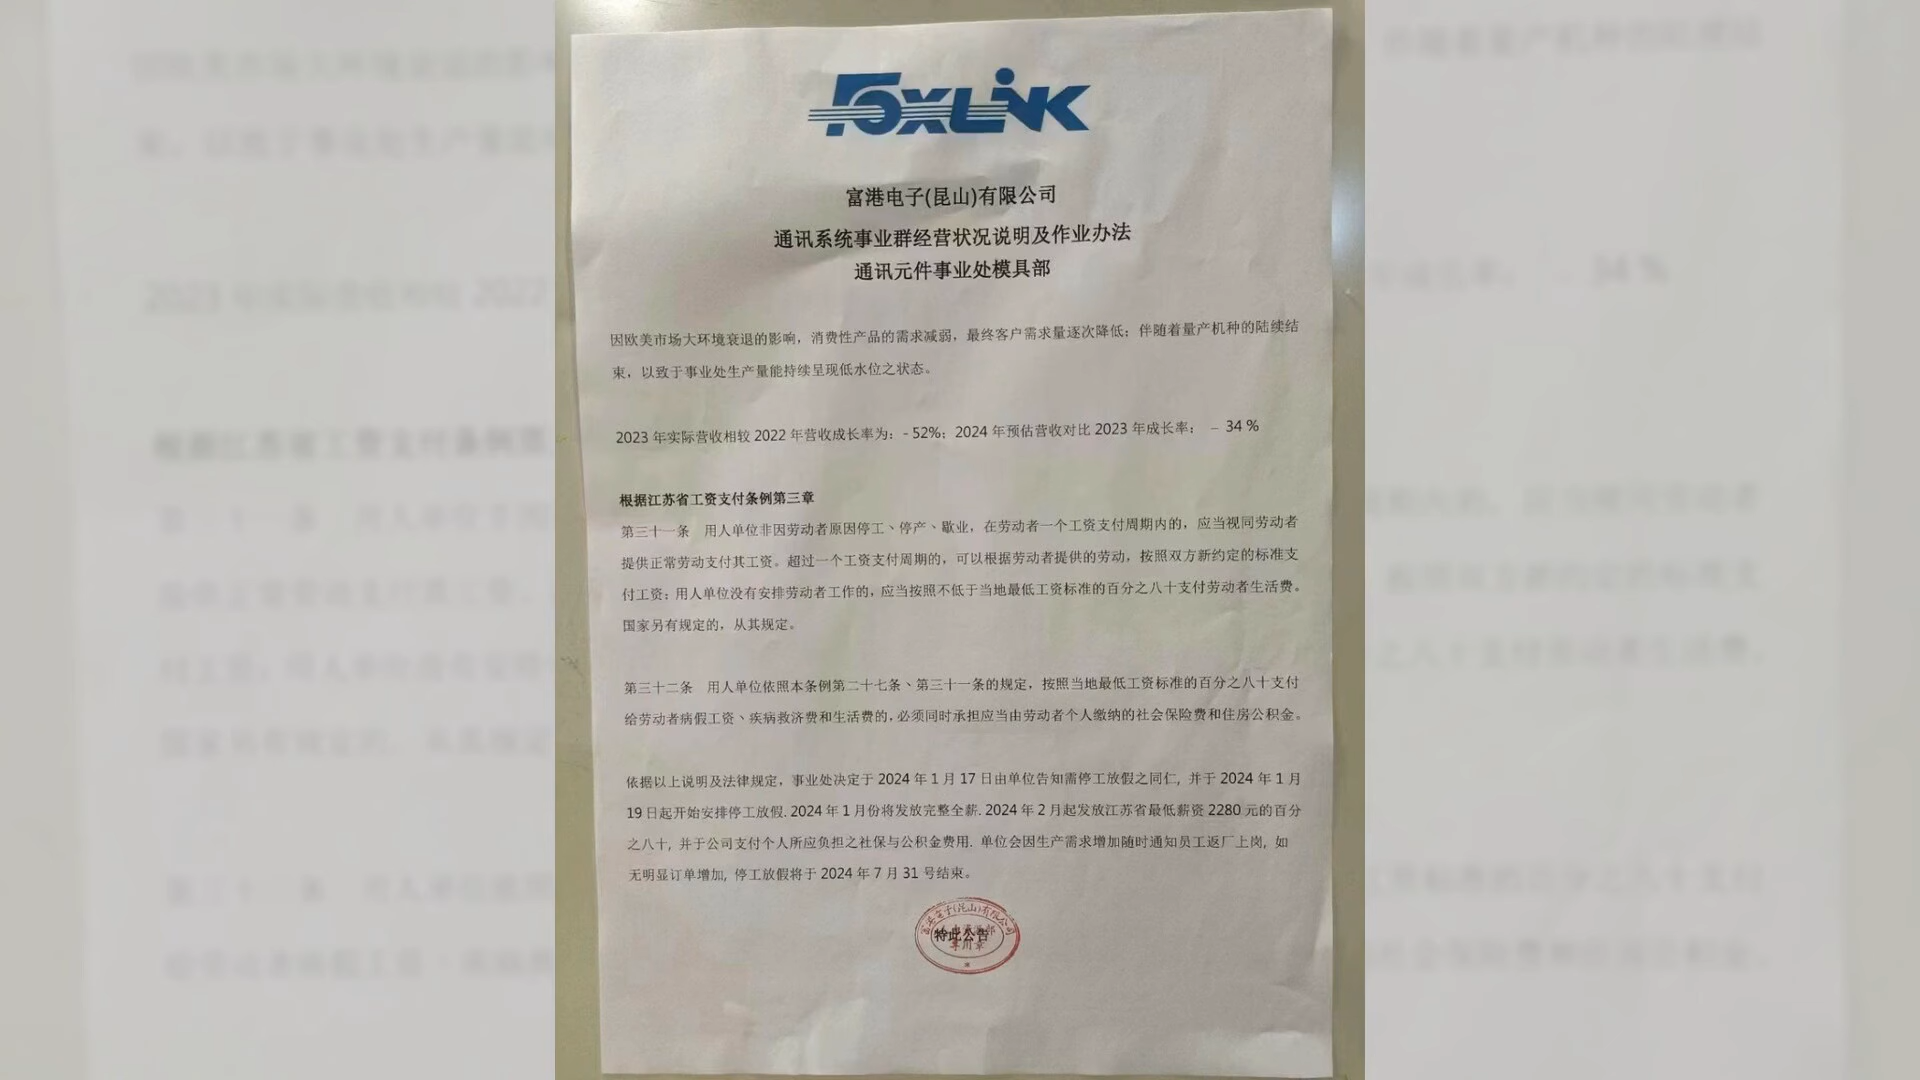 FOXLINK
富港电子(昆山)有限公司
通讯系统事业群经营状况说明及作业办法
通讯元件事业处模具部
因欧美市场大环境衰退的影响，消费性产品的需求减弱，最终客户需求量逐次降低；伴随着量产机种的陆续结
束，以致于事业处生产量能持续呈现低水位之状态。
2023 年实际营收相较 2022 年营收成长率为：- 52%；2024 年预估营收对比 2023 年成长率： – 34 %
根据江苏省工资支付条例第三章
第三十一条 用人单位非因劳动者原因停工、停产、歇业，在劳动者一个工资支付周期内的，应当视同劳动者
提供正常劳动支付其工资。超过一个工资支付周期的，可以根据劳动者提供的劳动，按照双方新约定的标准支
付工资；用人单位没有安排劳动者工作的，应当按照不低于当地最低工资标准的百分之八十支付劳动者生活费。
国家另有规定的，从其规定。
第三十二条 用人单位依照本条例第二十七条、第三十一条的规定，按照当地最低工资标准的百分之八十支付
给劳动者病假工资、疾病救济费和生活费的，必须同时承担应当由劳动者个人缴纳的社会保险费和住房公积金。
依据以上说明及法律规定，事业处决定于 2024 年 1 月 17 日由单位告知需停工放假之同仁, 并于 2024 年 1 月
19 日起开始安排停工放假. 2024 年 1 月份将发放完整全薪. 2024 年 2 月起发放江苏省最低薪资 2280 元的百分
之八十, 并于公司支付个人所应负担之社保与公积金费用. 单位会因生产需求增加随时通知员工返厂上岗, 如
无明显订单增加, 停工放假将于 2024 年 7 月 31 号结束。
富港电子(昆山)有限公司
特此公告